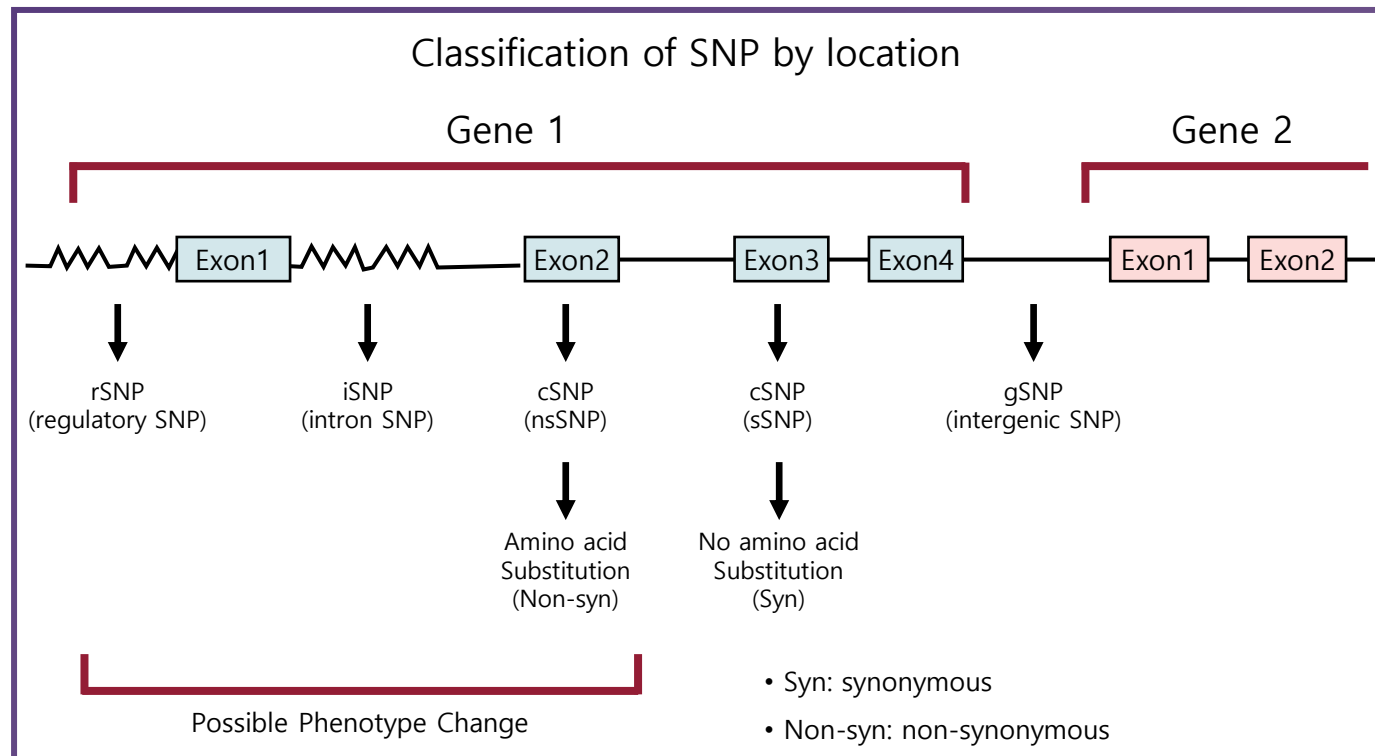 Classification of SNP by location
Gene 1
Gene 2
Exon1
Exon2
Exon3
Exon4
Exon1
Exon2
rSNP
(regulatory SNP)
iSNP
(intron SNP)
cSNP
(nsSNP)
cSNP
(sSNP)
gSNP
(intergenic SNP)
Amino acid
Substitution
(Non-syn)
No amino acid
Substitution
(Syn)
Possible Phenotype Change
• Syn: synonymous
• Non-syn: non-synonymous